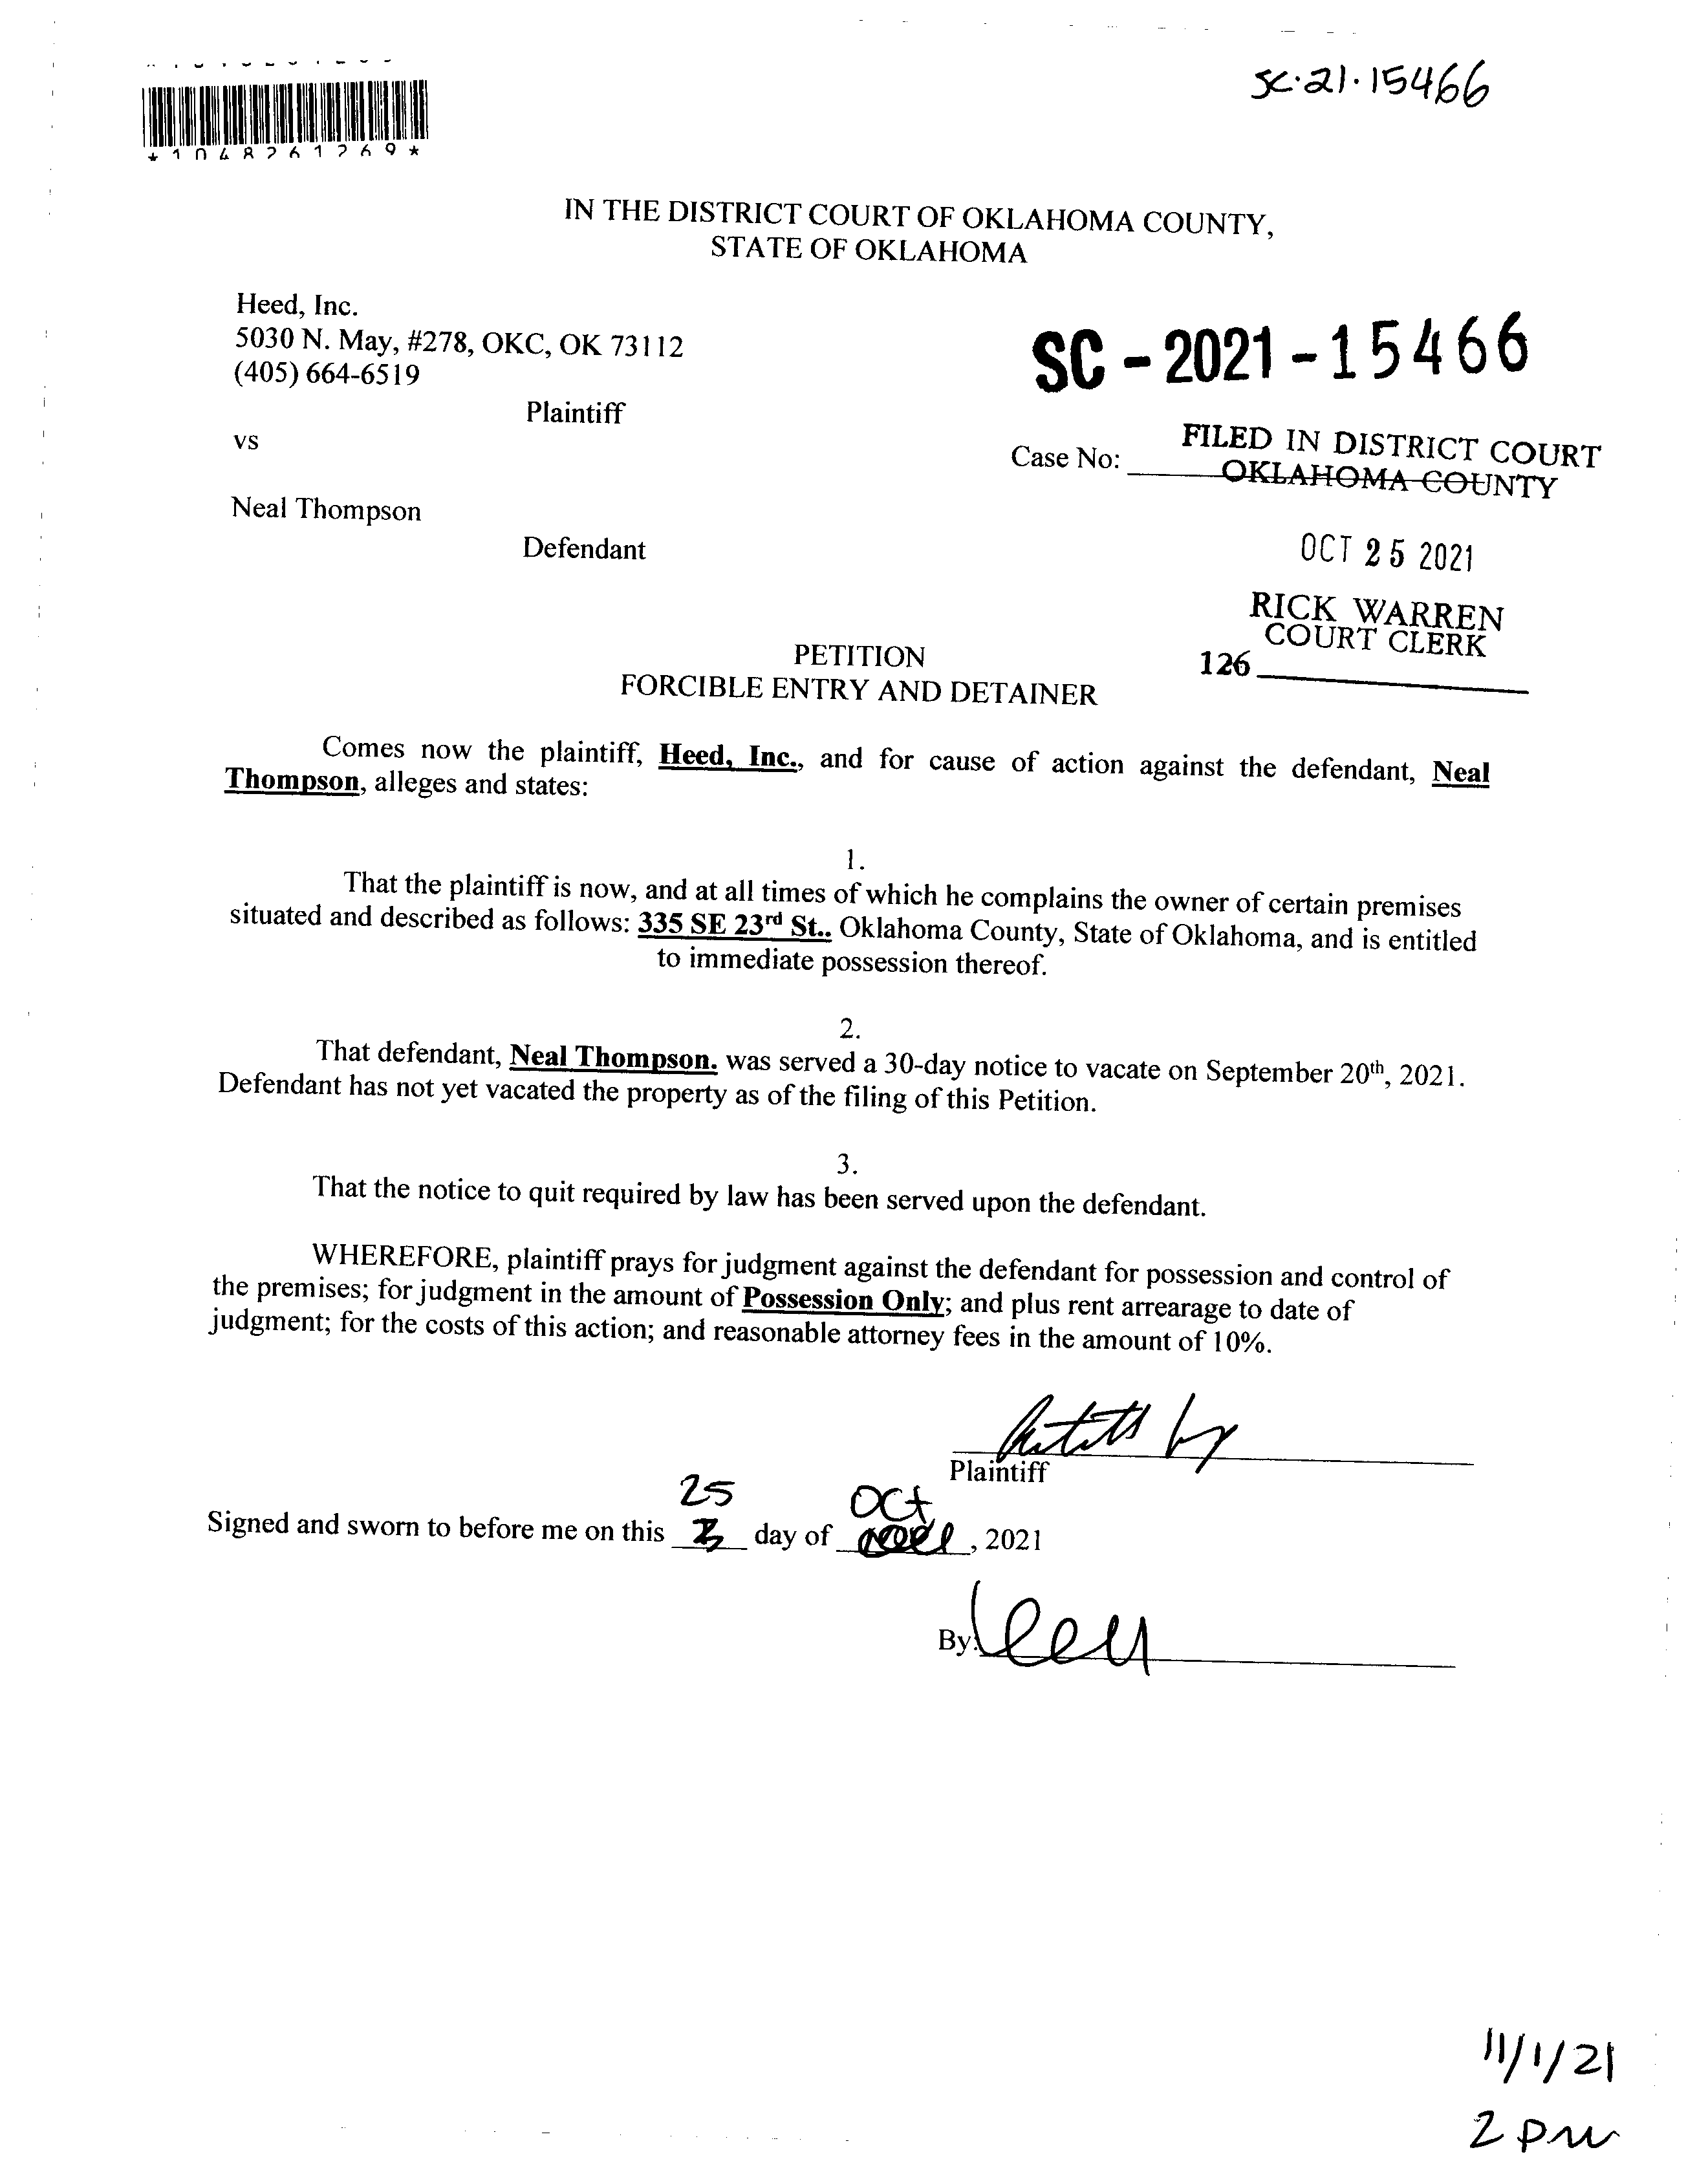 SC·21·15466
IN THE DISTRICT COURT OF OKLAHOMA COUNTY,
STATE OF OKLAHOMA
Heed, Inc.
5030 N. May, #278, OKC, OK 73112
(405) 664-6519
Plaintiff
vs
Neal Thompson
Defendant
SC - 2021 - 15466
Case No:
FILED IN DISTRICT COURT
OKLAHOMA COUNTY
OCT 25 2021
RICK WARREN
COURT CLERK
126
PETITION
FORCIBLE ENTRY AND DETAINER
Comes now the plaintiff, Heed, Inc., and for cause of action against the defendant, Neal
Thompson, alleges and states:
1.
That the plaintiff is now, and at all times of which he complains the owner of certain premises
situated and described as follows: 335 SE 23rd St., Oklahoma County, State of Oklahoma, and is entitled
to immediate possession thereof.
2.
That defendant, Neal Thompson, was served a 30-day notice to vacate on September 20th, 2021.
Defendant has not yet vacated the property as of the filing of this Petition.
3.
That the notice to quit required by law has been served upon the defendant.
WHEREFORE, plaintiff prays for judgment against the defendant for possession and control of
the premises; for judgment in the amount of Possession Only; and plus rent arrearage to date of
judgment; for the costs of this action; and reasonable attorney fees in the amount of 10%.
Plaintiff
25 Oct
Signed and sworn to before me on this day of , 2021
By:
11/1/21
2 pm